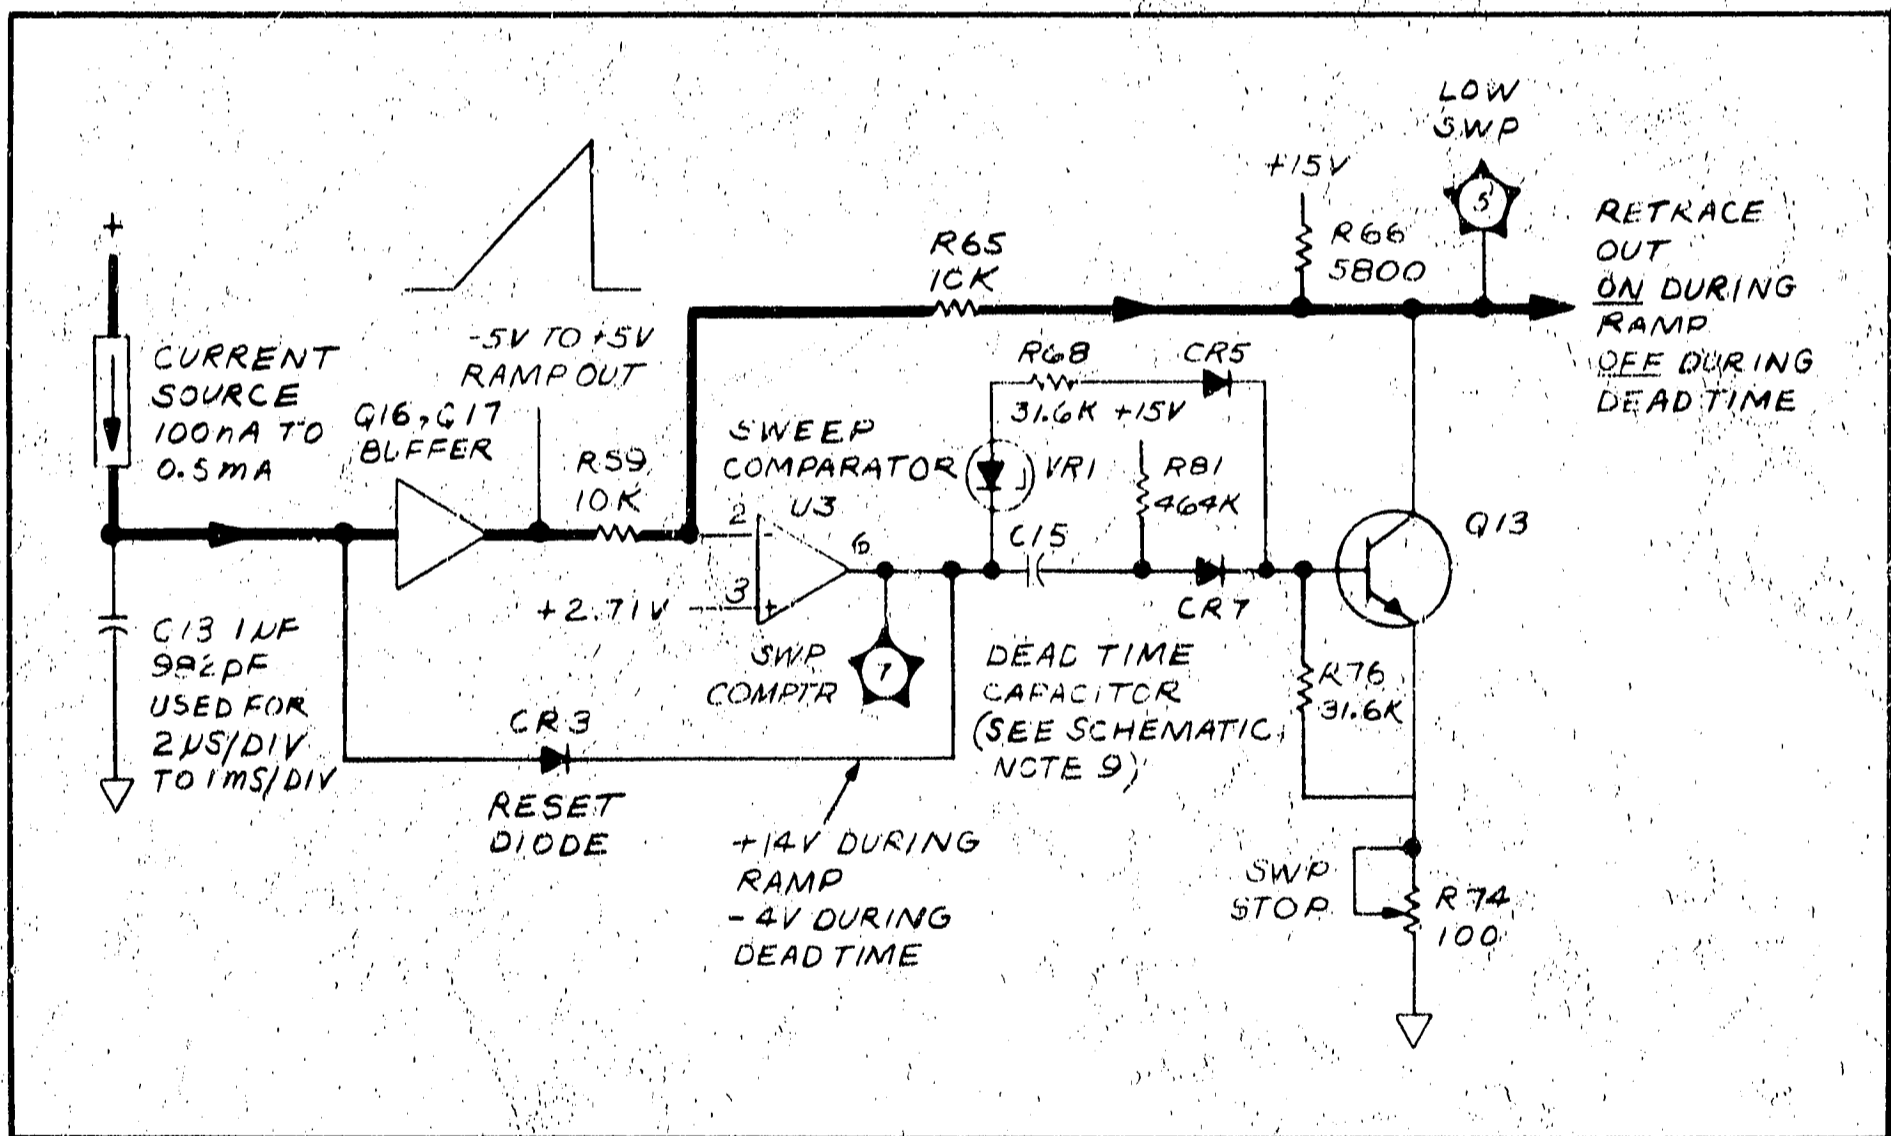 LOW
SWP
+15V
5
R66
5800
RETRACE
OUT
ON DURING
RAMP
OFF DURING
DEAD TIME
R65
10K
+
CURRENT
SOURCE
100nA TO
0.5mA
-5V TO +5V
RAMP OUT
Q16, Q17
BUFFER
R59
10K
SWEEP
COMPARATOR
U3
2
-
3
+
6
+2.71V
R68
31.6K
CR5
VR1
+15V
R81
464K
C15
CR7
Q13
C13 1µF
982pF
USED FOR
2µS/DIV
TO 1mS/DIV
SWP
COMPTR
7
DEAD TIME
CAPACITOR
(SEE SCHEMATIC,
NOTE 9)
R76
31.6K
CR3
RESET
DIODE
+14V DURING
RAMP
-4V DURING
DEAD TIME
SWP
STOP
R74
100